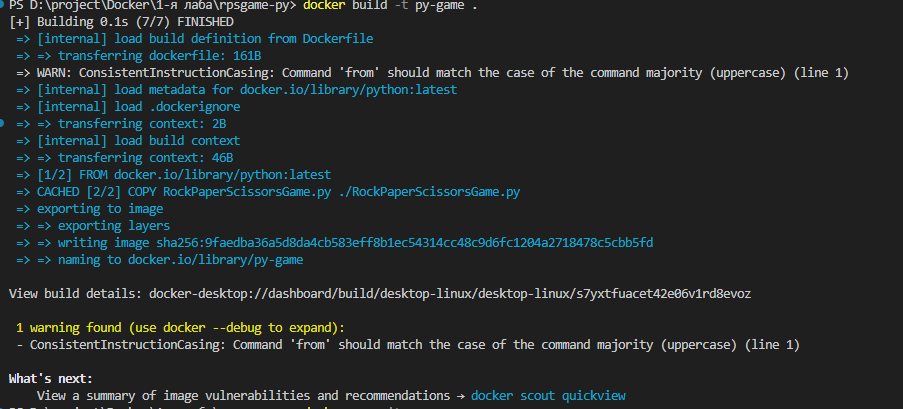 PS D:\project\Docker\1-я лаба\rpsgame-py> docker build -t py-game .
[+] Building 0.1s (7/7) FINISHED
=> [internal] load build definition from Dockerfile
=> => transferring dockerfile: 161B
=> WARN: ConsistentInstructionCasing: Command 'from' should match the case of the command majority (uppercase) (line 1)
=> [internal] load metadata for docker.io/library/python:latest
=> [internal] load .dockerignore
=> => transferring context: 2B
=> [internal] load build context
=> => transferring context: 46B
=> [1/2] FROM docker.io/library/python:latest
=> CACHED [2/2] COPY RockPaperScissorsGame.py ./RockPaperScissorsGame.py
=> exporting to image
=> => exporting layers
=> => writing image sha256:9faedba36a5d8da4cb583eff8b1ec54314cc48c9d6fc1204a2718478c5cbb5fd
=> => naming to docker.io/library/py-game
View build details: docker-desktop://dashboard/build/desktop-linux/desktop-linux/s7yxtfuacet42e06v1rd8evoz
1 warning found (use docker --debug to expand):
- ConsistentInstructionCasing: Command 'from' should match the case of the command majority (uppercase) (line 1)
What's next:
View a summary of image vulnerabilities and recommendations → docker scout quickview